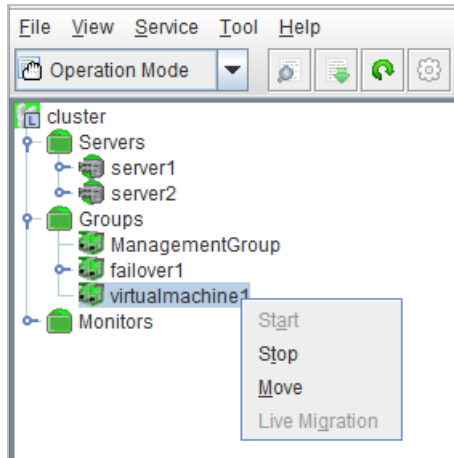 File View Service Tool Help
Operation Mode
L cluster
Servers
server1
server2
Groups
ManagementGroup
failover1
virtualmachine1
Monitors
Start
Stop
Move
Live Migration